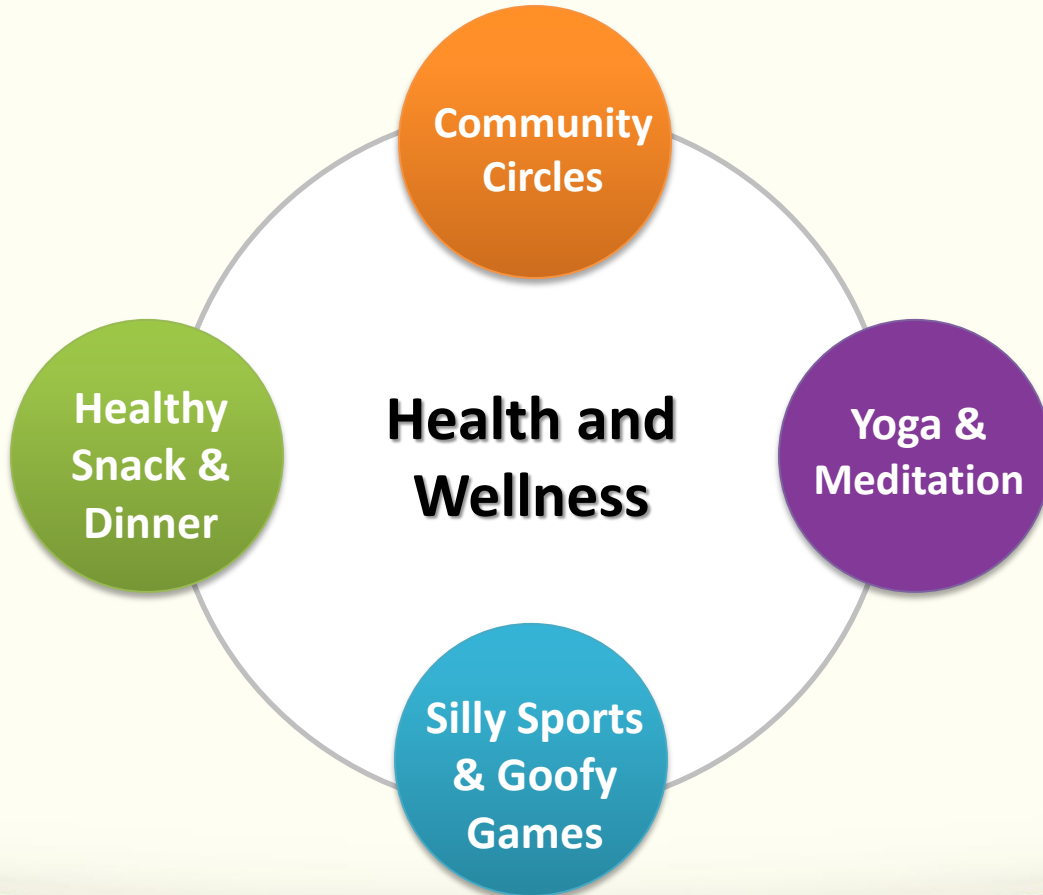 Community
Circles
Healthy
Snack &
Dinner
Health and
Wellness
Yoga &
Meditation
Silly Sports
& Goofy
Games